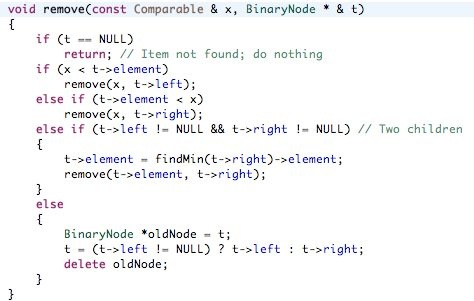 void remove(const Comparable & x, BinaryNode * & t)
{
    if (t == NULL)
        return; // Item not found; do nothing
    if (x < t->element)
        remove(x, t->left);
    else if (t->element < x)
        remove(x, t->right);
    else if (t->left != NULL && t->right != NULL) // Two children
    {
        t->element = findMin(t->right)->element;
        remove(t->element, t->right);
    }
    else
    {
        BinaryNode *oldNode = t;
        t = (t->left != NULL) ? t->left : t->right;
        delete oldNode;
    }
}